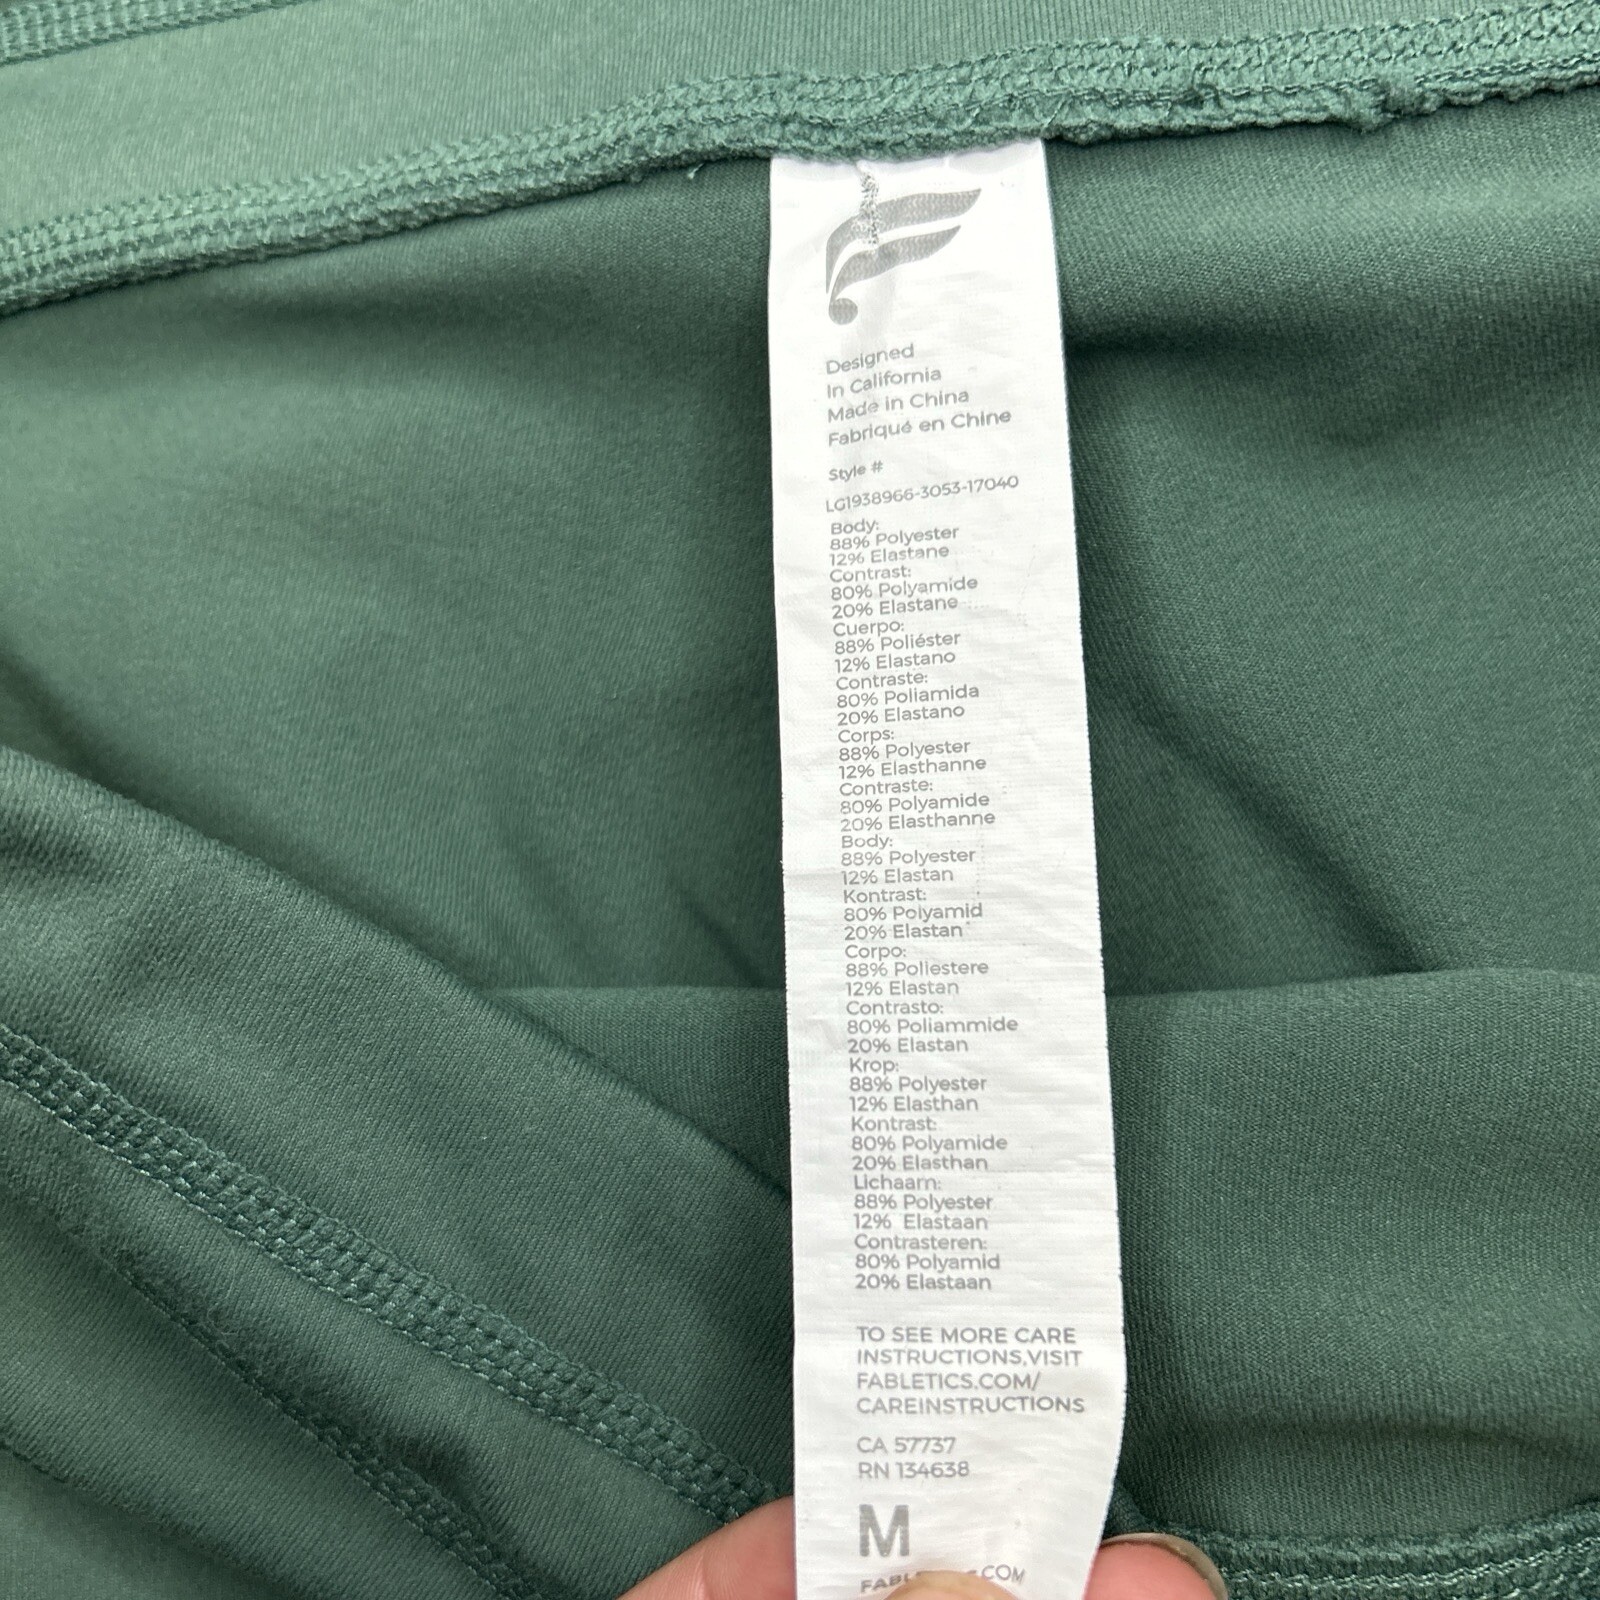 Designed
In California
Made in China
Fabriqué en Chine
Style #
LG1938966-3053-17040
Body:
88% Polyester
12% Elastane
Contrast:
80% Polyamide
20% Elastane
Cuerpo:
88% Poliéster
12% Elastano
Contraste:
80% Poliamida
20% Elastano
Corps:
88% Polyester
12% Elasthanne
Contraste:
80% Polyamide
20% Elasthanne
Body:
88% Polyester
12% Elastan
Kontrast:
80% Polyamid
20% Elastan
Corpo:
88% Poliestere
12% Elastan
Contrasto:
80% Poliammide
20% Elastan
Krop:
88% Polyester
12% Elasthan
Kontrast:
80% Polyamide
20% Elasthan
Lichaam:
88% Polyester
12% Elastaan
Contrasteren:
80% Polyamid
20% Elastaan
TO SEE MORE CARE
INSTRUCTIONS,VISIT
FABLETICS.COM/
CAREINSTRUCTIONS
CA 57737
RN 134638
M